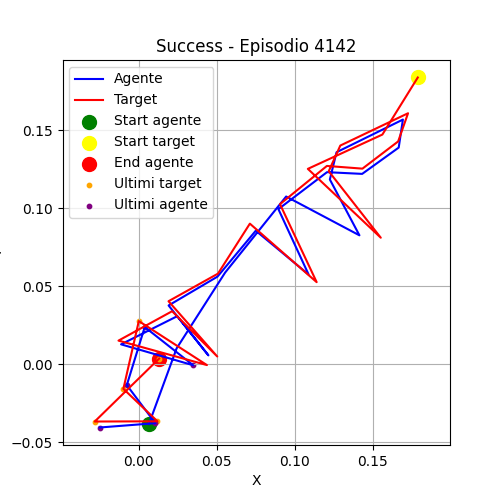 Success - Episodio 4142
Agente
Target
Start agente
Start target
End agente
Ultimi target
Ultimi agente
0.15
0.10
0.05
0.00
−0.05
0.00
0.05
0.10
0.15
X